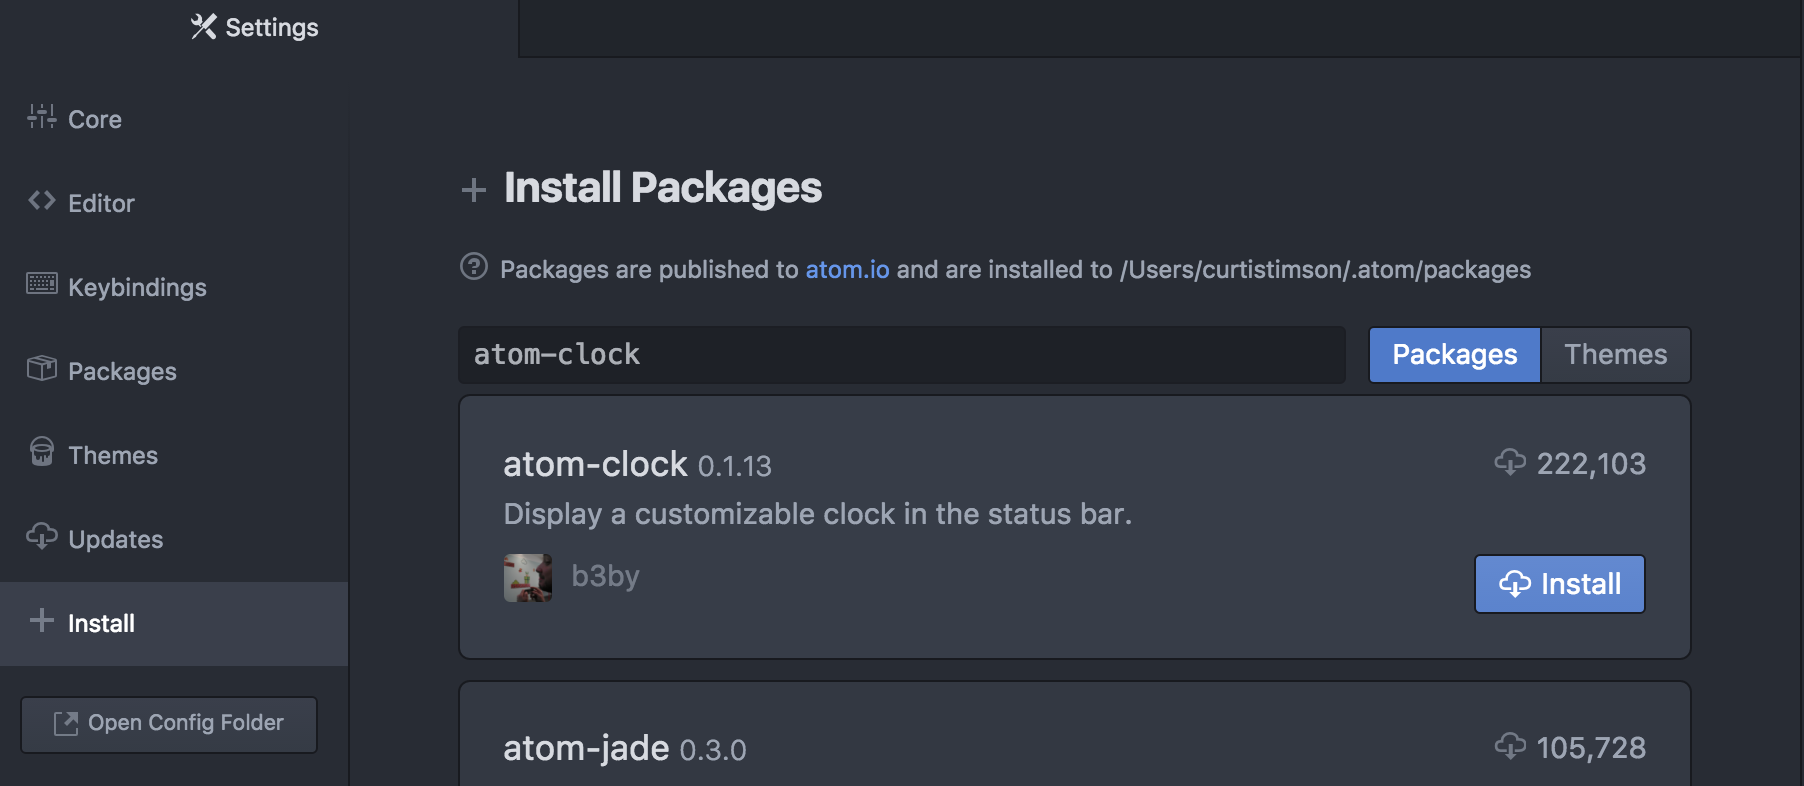 Settings
Core
Editor
Keybindings
Packages
Themes
Updates
Install
Open Config Folder
Install Packages
Packages are published to atom.io and are installed to /Users/curtistimson/.atom/packages
atom-clock
Packages Themes
atom-clock 0.1.13 222,103
Display a customizable clock in the status bar.
b3by
Install
atom-jade 0.3.0 105,728